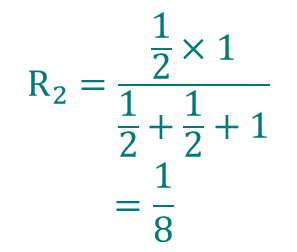 R₂ = (1/2 × 1)/(1/2 + 1/2 + 1)
= 1/8